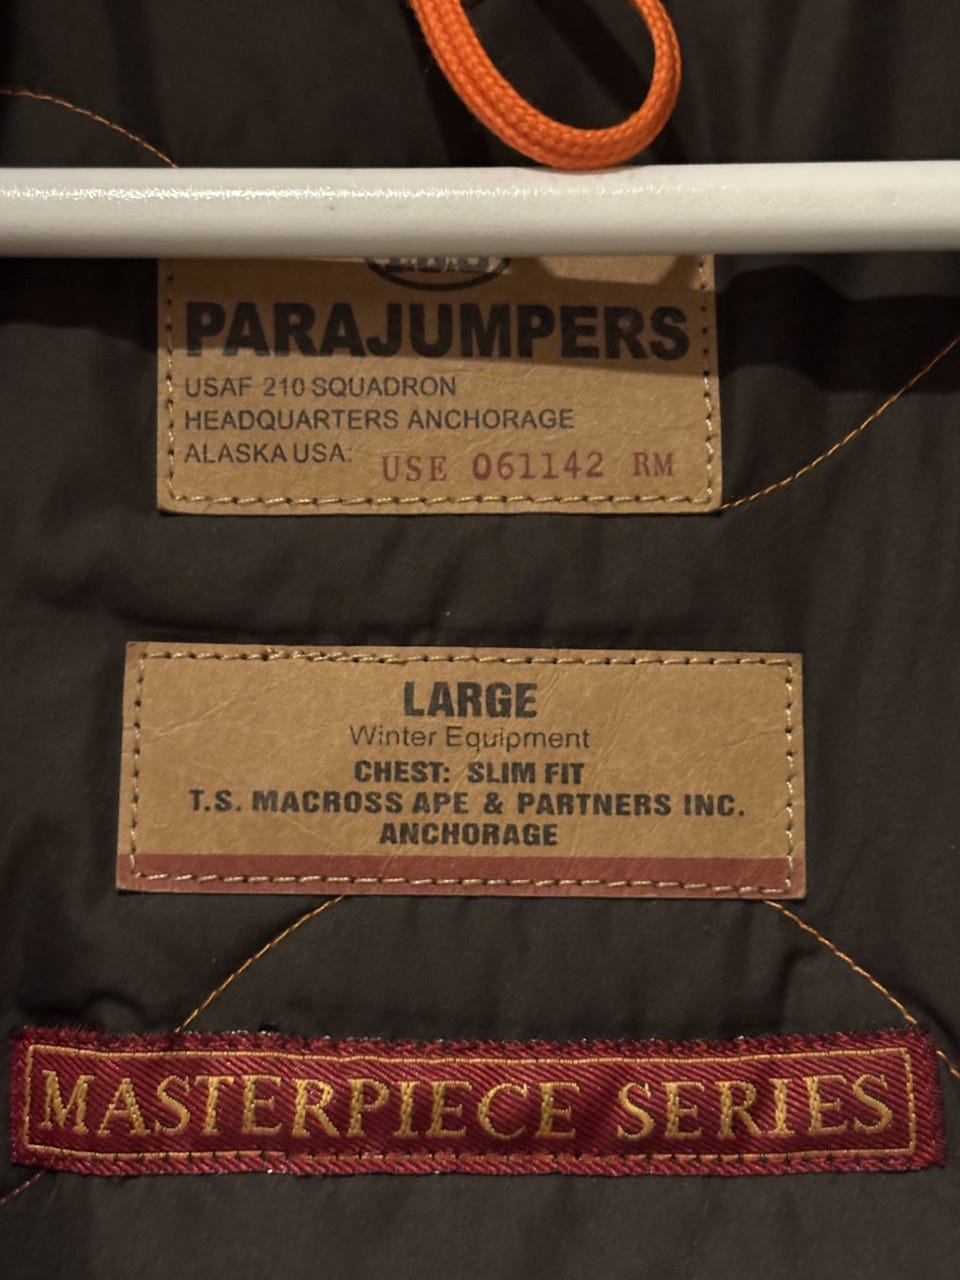 PARAJUMPERS
USAF 210 SQUADRON
HEADQUARTERS ANCHORAGE
ALASKA USA: USE 061142 RM
LARGE
Winter Equipment
CHEST: SLIM FIT
T.S. MACROSS APE & PARTNERS INC.
ANCHORAGE
MASTERPIECE SERIES